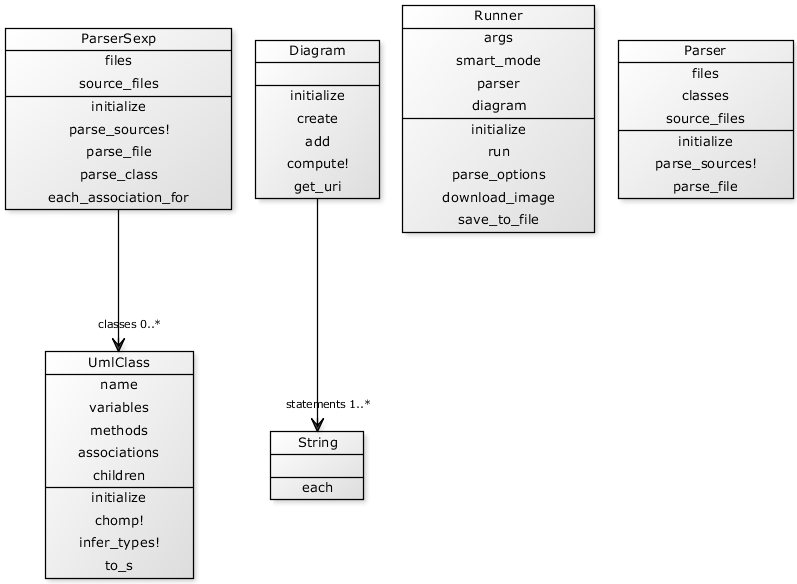 ParserSexp
files
source_files
initialize
parse_sources!
parse_file
parse_class
each_association_for
Diagram
initialize
create
add
compute!
get_uri
Runner
args
smart_mode
parser
diagram
initialize
run
parse_options
download_image
save_to_file
Parser
files
classes
source_files
initialize
parse_sources!
parse_file
classes 0..*
UmlClass
name
variables
methods
associations
children
initialize
chomp!
infer_types!
to_s
statements 1..*
String
each